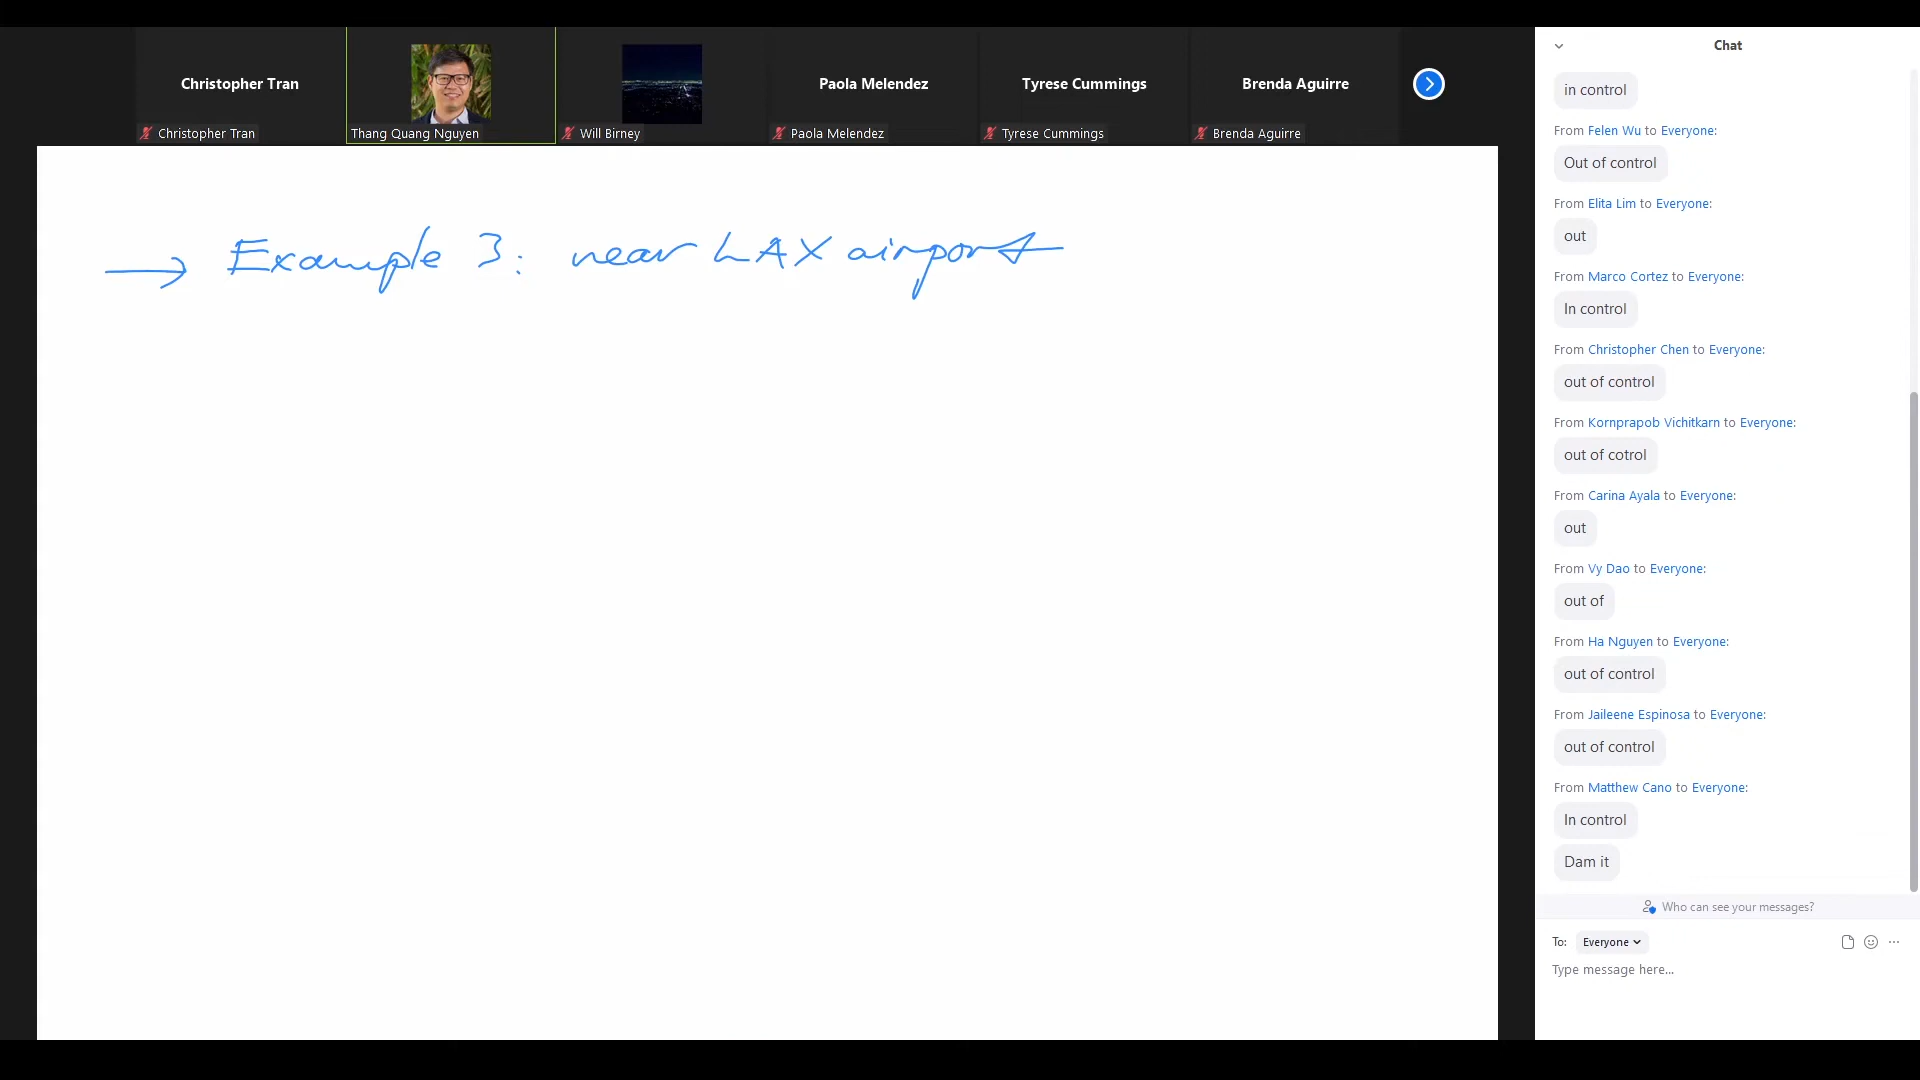 Christopher Tran
Paola Melendez
Tyrese Cummings
Brenda Aguirre
Christopher Tran
Thang Quang Nguyen
Will Birney
Paola Melendez
Tyrese Cummings
Brenda Aguirre
→ Example 3: near LAX airport
Chat
in control
From Felen Wu to Everyone:
Out of control
From Elita Lim to Everyone:
out
From Marco Cortez to Everyone:
In control
From Christopher Chen to Everyone:
out of control
From Kornprapob Vichitkarn to Everyone:
out of cotrol
From Carina Ayala to Everyone:
out
From Vy Dao to Everyone:
out of
From Ha Nguyen to Everyone:
out of control
From Jaileene Espinosa to Everyone:
out of control
From Matthew Cano to Everyone:
In control
Dam it
Who can see your messages?
To: Everyone
Type message here...